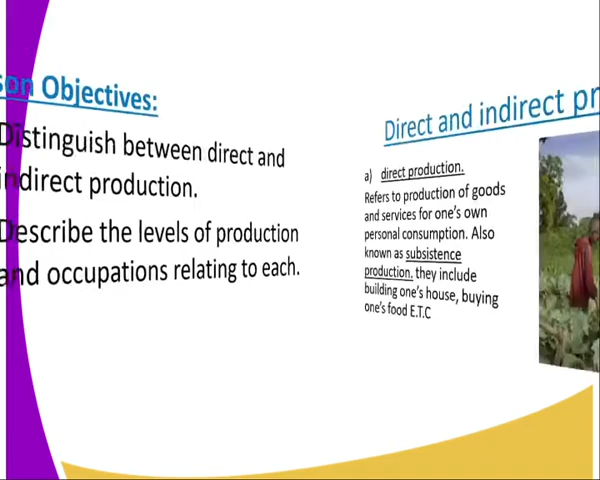 son Objectives:
Distinguish between direct and
indirect production.
Describe the levels of production
and occupations relating to each.
Direct and indirect pr
a) direct production.
Refers to production of goods
and services for one's own
personal consumption. Also
known as subsistence
production. they include
building one's house, buying
one's food E.T.C